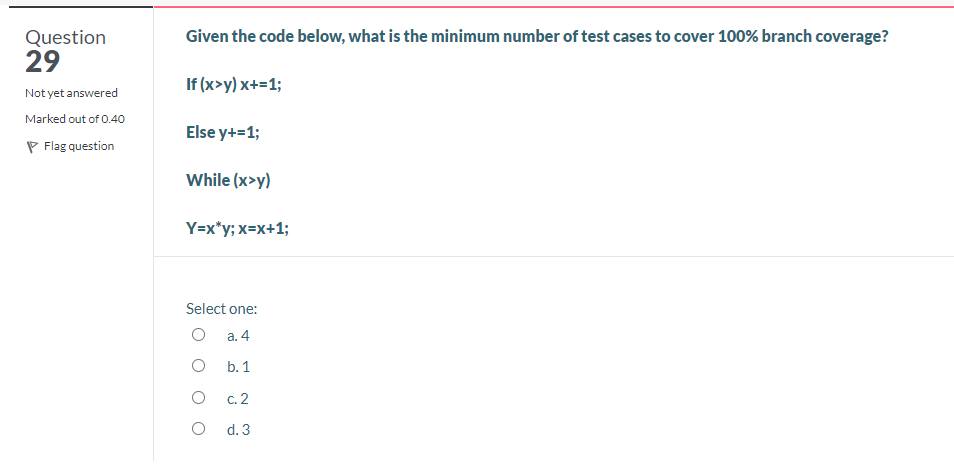 Question
29
Not yet answered
Marked out of 0.40
Flag question
Given the code below, what is the minimum number of test cases to cover 100% branch coverage?
If (x>y) x+=1;
Else y+=1;
While (x>y)
Y=x*y; x=x+1;
Select one:
a. 4
b. 1
c. 2
d. 3